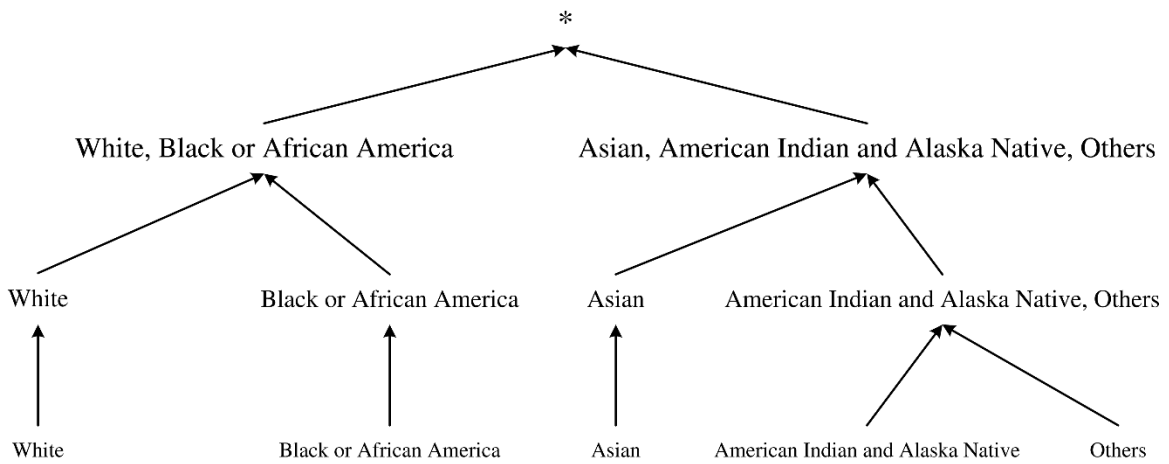 *
White, Black or African America
Asian, American Indian and Alaska Native, Others
White
Black or African America
Asian
American Indian and Alaska Native, Others
White
Black or African America
Asian
American Indian and Alaska Native
Others